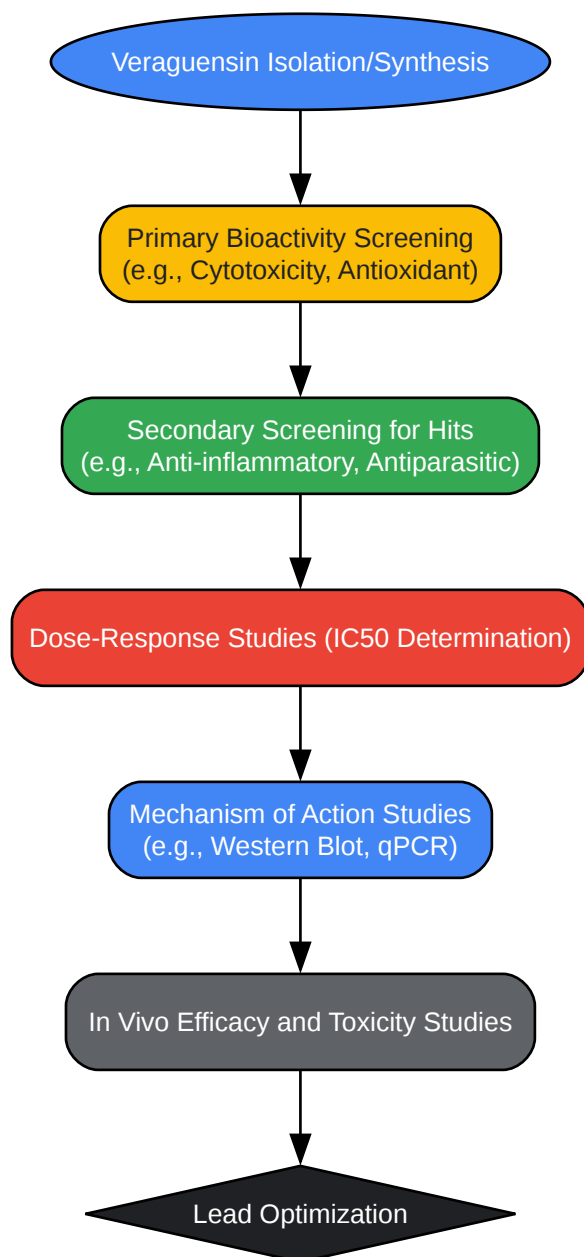 Veraguensin Isolation/Synthesis
Primary Bioactivity Screening
(e.g., Cytotoxicity, Antioxidant)
Secondary Screening for Hits
(e.g., Anti-inflammatory, Antiparasitic)
Dose-Response Studies (IC50 Determination)
Mechanism of Action Studies
(e.g., Western Blot, qPCR)
In Vivo Efficacy and Toxicity Studies
Lead Optimization